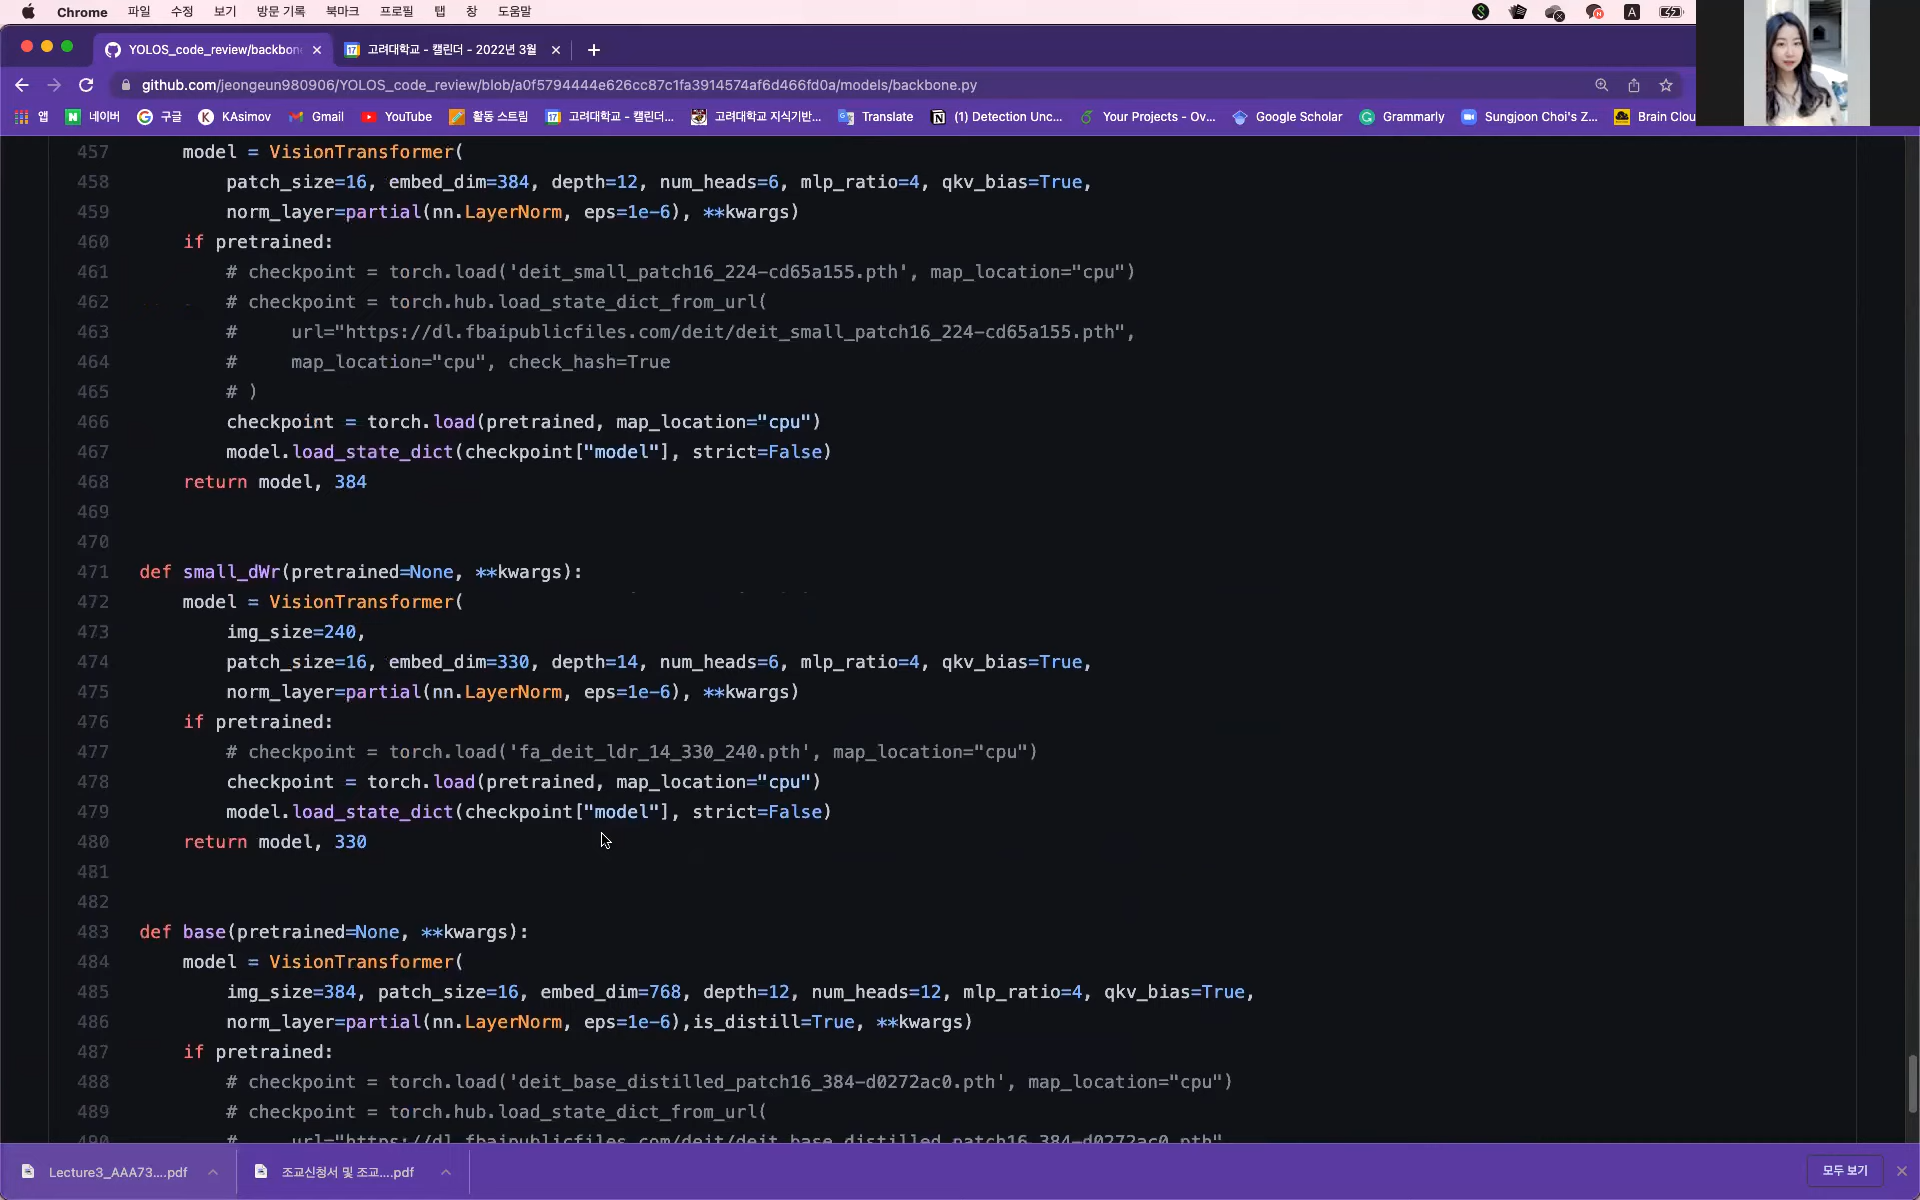 Chrome 파일 수정 보기 방문 기록 북마크 프로필 탭 창 도움말
YOLOS_code_review/backbon 고려대학교 - 캘린더 - 2022년 3월
github.com/jeongeun980906/YOLOS_code_review/blob/a0f5794444e626cc87c1fa3914574af6d466fd0a/models/backbone.py
앱 네이버 구글 KAsimov Gmail YouTube 활동 스트림 고려대학교 - 캘린더... 고려대학교 지식기반... Translate (1) Detection Unc... Your Projects - Ov... Google Scholar Grammarly Sungjoon Choi's Z... Brain Clou
457 model = VisionTransformer(
458 patch_size=16, embed_dim=384, depth=12, num_heads=6, mlp_ratio=4, qkv_bias=True,
459 norm_layer=partial(nn.LayerNorm, eps=1e-6), **kwargs)
460 if pretrained:
461 # checkpoint = torch.load('deit_small_patch16_224-cd65a155.pth', map_location="cpu")
462 # checkpoint = torch.hub.load_state_dict_from_url(
463 # url="https://dl.fbaipublicfiles.com/deit/deit_small_patch16_224-cd65a155.pth",
464 # map_location="cpu", check_hash=True
465 # )
466 checkpoint = torch.load(pretrained, map_location="cpu")
467 model.load_state_dict(checkpoint["model"], strict=False)
468 return model, 384
469
470
471 def small_dWr(pretrained=None, **kwargs):
472 model = VisionTransformer(
473 img_size=240,
474 patch_size=16, embed_dim=330, depth=14, num_heads=6, mlp_ratio=4, qkv_bias=True,
475 norm_layer=partial(nn.LayerNorm, eps=1e-6), **kwargs)
476 if pretrained:
477 # checkpoint = torch.load('fa_deit_ldr_14_330_240.pth', map_location="cpu")
478 checkpoint = torch.load(pretrained, map_location="cpu")
479 model.load_state_dict(checkpoint["model"], strict=False)
480 return model, 330
481
482
483 def base(pretrained=None, **kwargs):
484 model = VisionTransformer(
485 img_size=384, patch_size=16, embed_dim=768, depth=12, num_heads=12, mlp_ratio=4, qkv_bias=True,
486 norm_layer=partial(nn.LayerNorm, eps=1e-6),is_distill=True, **kwargs)
487 if pretrained:
488 # checkpoint = torch.load('deit_base_distilled_patch16_384-d0272ac0.pth', map_location="cpu")
489 # checkpoint = torch.hub.load_state_dict_from_url(
490 # url="https://dl.fbaipublicfiles.com/deit/deit_base_distilled_patch16_384-d0272ac0.pth",
Lecture3_AAA73....pdf 조교신청서 및 조교....pdf 모두 보기